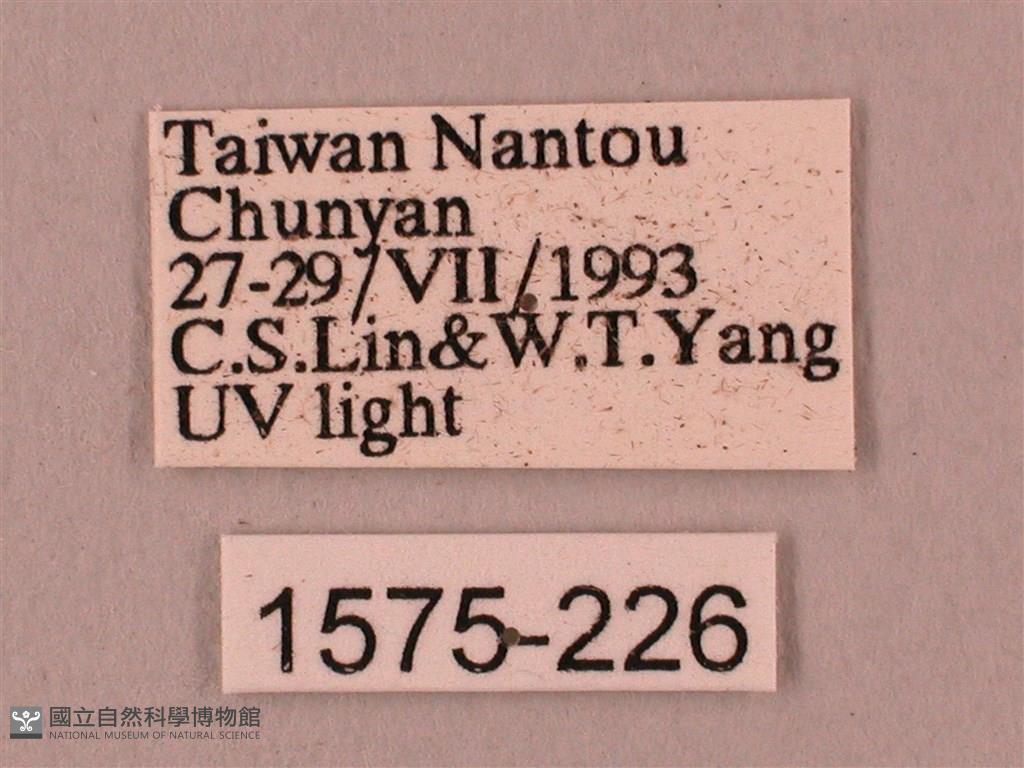 Taiwan Nantou
Chunyan
27-29/VII/1993
C.S.Lin&W.T.Yang
UV light
1575-226
國立自然科學博物館
NATIONAL MUSEUM OF NATURAL SCIENCE